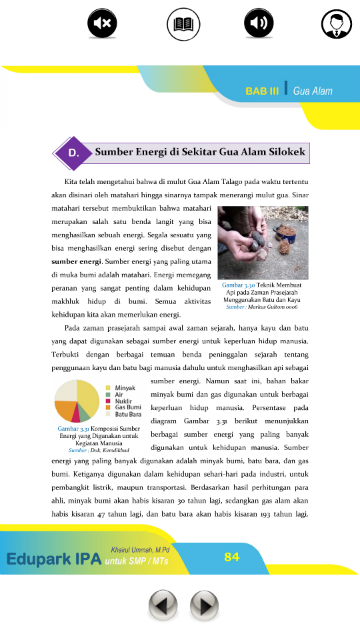 BAB III Gua Alam
D. Sumber Energi di Sekitar Gua Alam Silokek
Kita telah mengetahui bahwa di mulut Gua Alam Talago pada waktu tertentu
akan disinari oleh matahari hingga sinarnya tampak menerangi mulut gua. Sinar
matahari tersebut membuktikan bahwa matahari
merupakan salah satu benda langit yang bisa
menghasilkan sebuah energi. Segala sesuatu yang
bisa menghasilkan energi sering disebut dengan
sumber energi. Sumber energi yang paling utama
di muka bumi adalah matahari. Energi memegang
peranan yang sangat penting dalam kehidupan
makhluk hidup di bumi. Semua aktivitas
kehidupan kita akan memerlukan energi.
Gambar 3.30 Teknik Membuat
Api pada Zaman Prasejarah
Menggunakan Batu dan Kayu
Sumber : Markus Guitom 2006
Pada zaman prasejarah sampai awal zaman sejarah, hanya kayu dan batu
yang dapat digunakan sebagai sumber energi untuk keperluan hidup manusia.
Terbukti dengan berbagai temuan benda peninggalan sejarah tentang
penggunaan kayu dan batu bagi manusia dahulu untuk menghasilkan api sebagai
sumber energi. Namun saat ini, bahan bakar
minyak bumi dan gas digunakan untuk berbagai
keperluan hidup manusia. Persentase pada
diagram Gambar 3.31 berikut menunjukkan
berbagai sumber energi yang paling banyak
digunakan untuk kehidupan manusia. Sumber
Minyak
Air
Nuklir
Gas Bumi
Batu Bara
Gambar 3.31 Komposisi Sumber
Energi yang Digunakan untuk
Kegiatan Manusia
Sumber : Dok. Kemdikbud
energi yang paling banyak digunakan adalah minyak bumi, batu bara, dan gas
bumi. Ketiganya digunakan dalam kehidupan sehari-hari pada industri, untuk
pembangkit listrik, maupun transportasi. Berdasarkan hasil perhitungan para
ahli, minyak bumi akan habis kisaran 30 tahun lagi, sedangkan gas alam akan
habis kisaran 47 tahun lagi, dan batu bara akan habis kisaran 193 tahun lagi.
Khairul Ummah, M.Pd
Edupark IPA untuk SMP / MTs
84